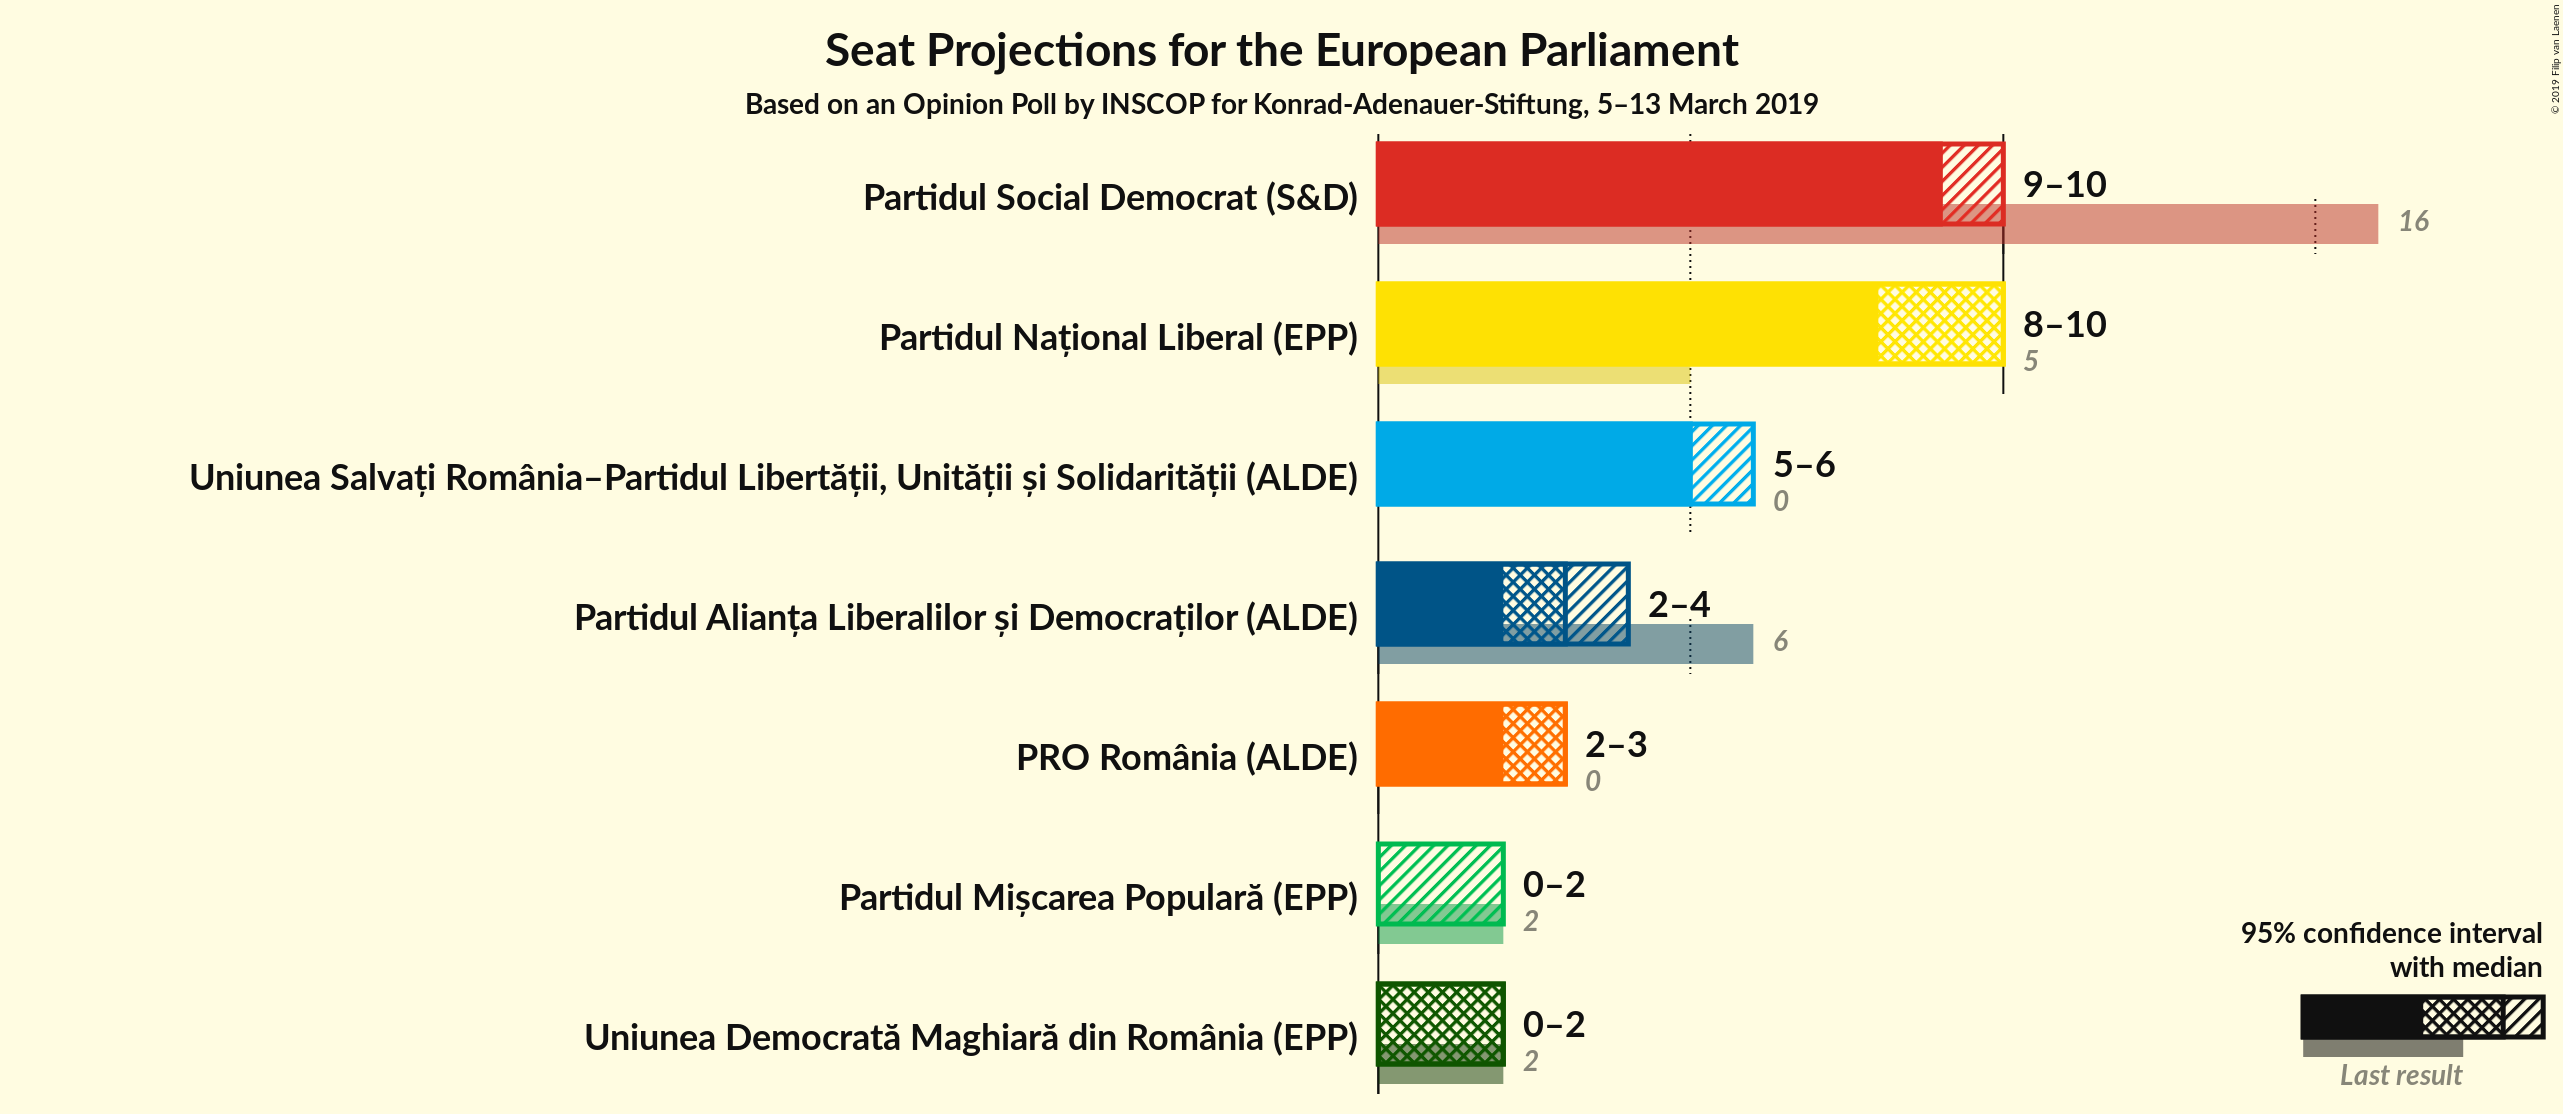 Seat Projections for the European Parliament
Based on an Opinion Poll by INSCOP for Konrad-Adenauer-Stiftung, 5–13 March 2019
© 2019 Filip van Laenen
Partidul Social Democrat (S&D)
9–10
16
Partidul Național Liberal (EPP)
8–10
5
Uniunea Salvați România–Partidul Libertății, Unității și Solidarității (ALDE)
5–6
0
Partidul Alianța Liberalilor și Democraților (ALDE)
2–4
6
PRO România (ALDE)
2–3
0
Partidul Mișcarea Populară (EPP)
0–2
2
Uniunea Democrată Maghiară din România (EPP)
0–2
2
95% confidence interval
with median
Last result